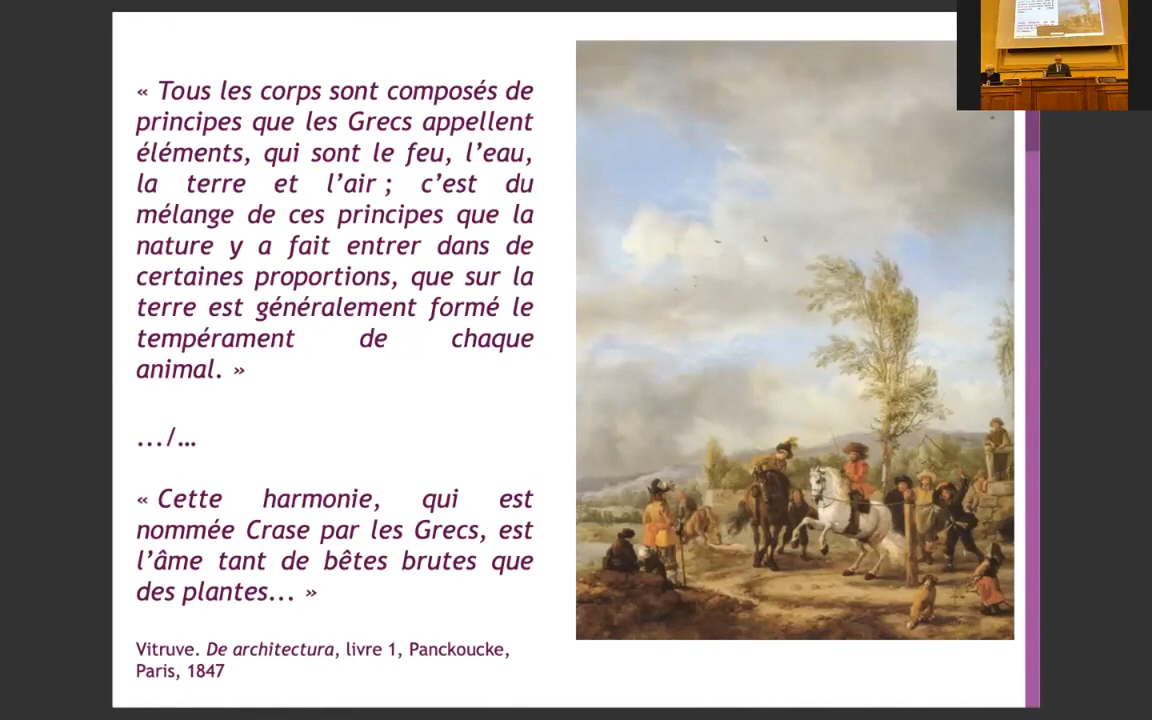 « Tous les corps sont composés de
principes que les Grecs appellent
éléments, qui sont le feu, l’eau,
la terre et l’air ; c’est du
mélange de ces principes que la
nature y a fait entrer dans de
certaines proportions, que sur la
terre est généralement formé le
tempérament de chaque
animal. »
.../…
« Cette harmonie, qui est
nommée Crase par les Grecs, est
l’âme tant de bêtes brutes que
des plantes... »
Vitruve. De architectura, livre 1, Panckoucke,
Paris, 1847